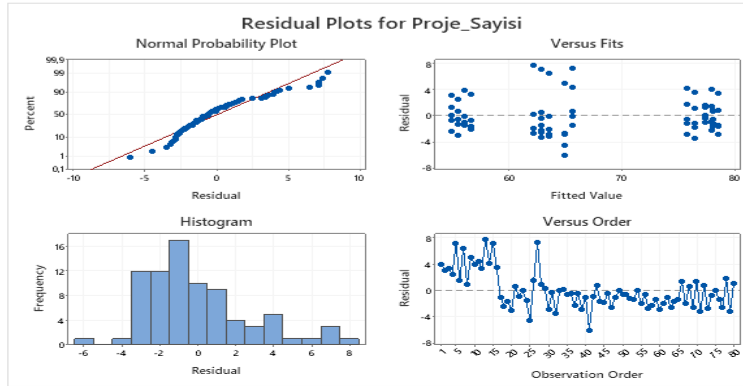 Residual Plots for Proje_Sayisi
Normal Probability Plot
Percent
99,9
99
90
50
10
1
0,1
-10 -5 0 5 10
Residual
Versus Fits
Residual
8
4
0
-4
-8
60 70 80
Fitted Value
Histogram
Frequency
16
12
8
4
0
-6 -4 -2 0 2 4 6 8
Residual
Versus Order
Residual
8
4
0
-4
-8
1 5 10 15 20 25 30 35 40 45 50 55 60 65 70 75 80
Observation Order